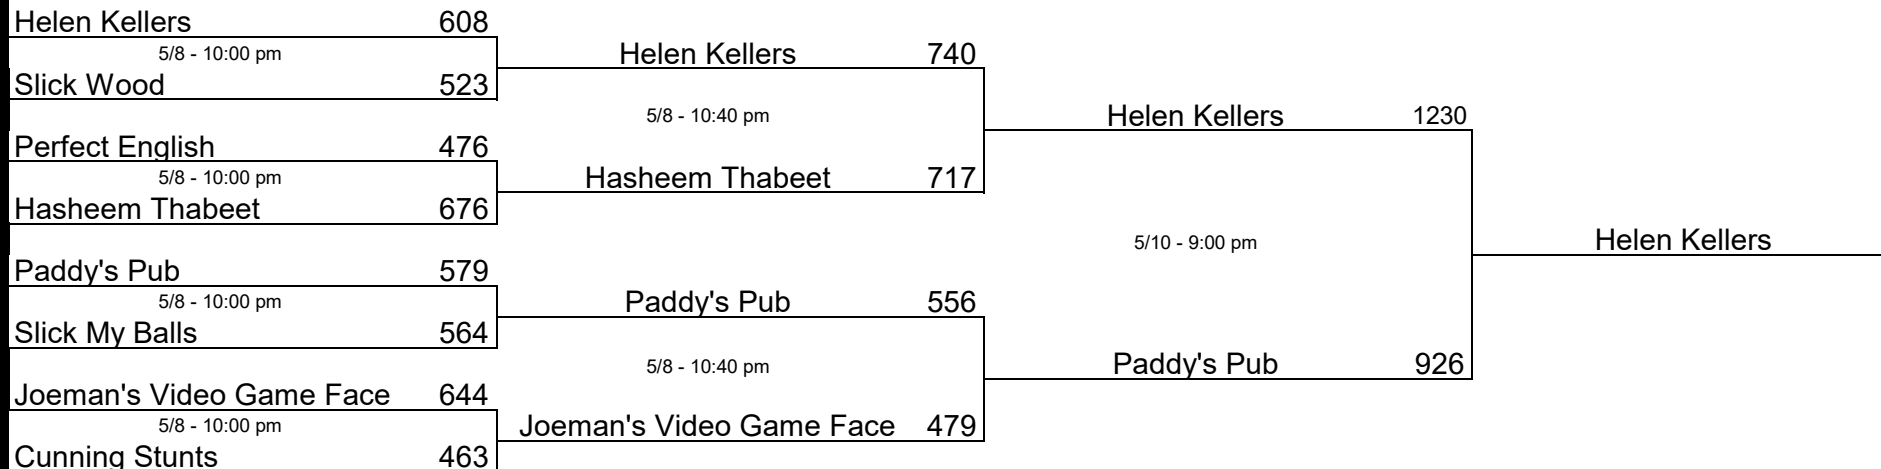 Helen Kellers 608
5/8 - 10:00 pm
Slick Wood 523
Perfect English 476
5/8 - 10:00 pm
Hasheem Thabeet 676
Paddy's Pub 579
5/8 - 10:00 pm
Slick My Balls 564
Joeman's Video Game Face 644
5/8 - 10:00 pm
Cunning Stunts 463
Helen Kellers 740
5/8 - 10:40 pm
Hasheem Thabeet 717
Paddy's Pub 556
5/8 - 10:40 pm
Joeman's Video Game Face 479
Helen Kellers 1230
5/10 - 9:00 pm
Paddy's Pub 926
Helen Kellers